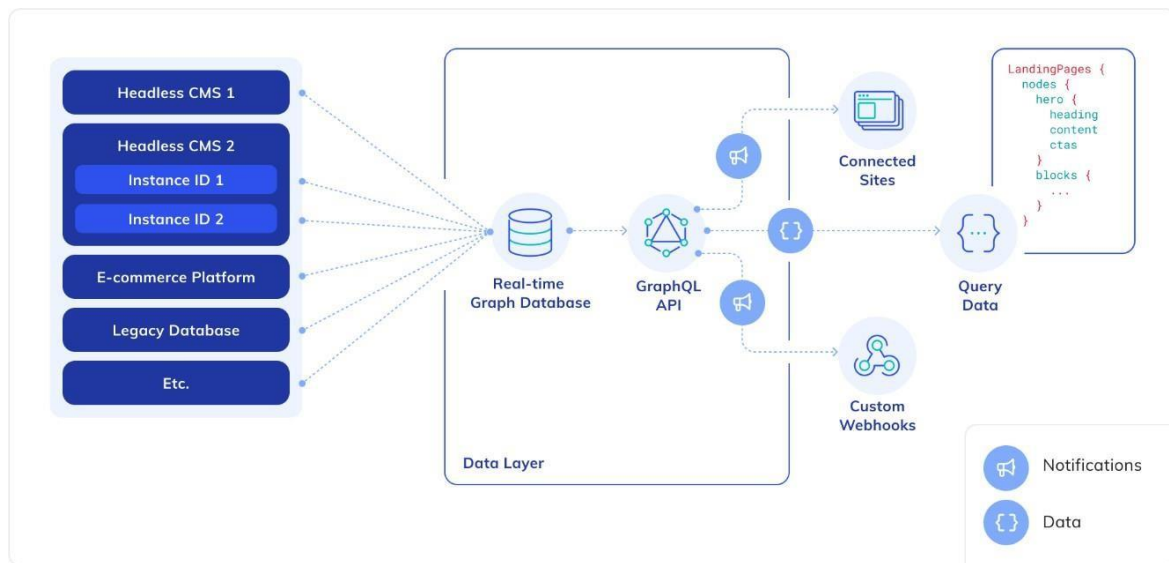 Headless CMS 1
Headless CMS 2
Instance ID 1
Instance ID 2
E-commerce Platform
Legacy Database
Etc.
Real-time
Graph Database
GraphQL
API
Data Layer
Connected
Sites
Custom
Webhooks
Query
Data
LandingPages {
nodes {
hero {
heading
content
ctas
}
blocks {
...
}
}
Notifications
{ } Data